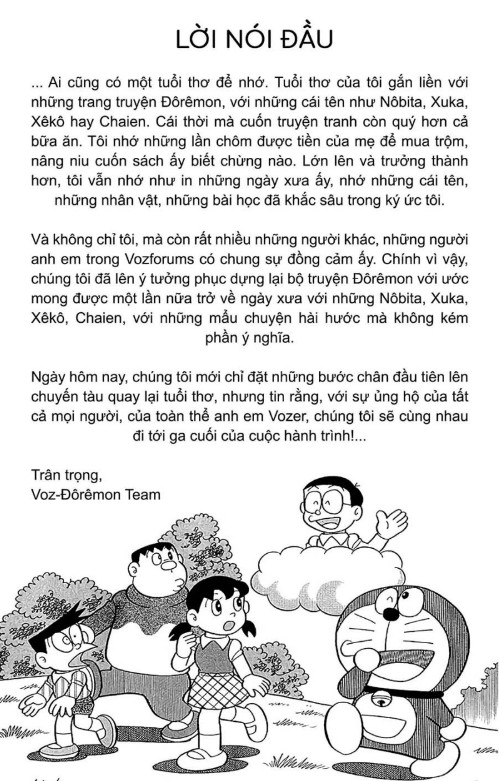 LỜI NÓI ĐẦU
... Ai cũng có một tuổi thơ để nhớ. Tuổi thơ của tôi gắn liền với
những trang truyện Đôrêmon, với những cái tên như Nôbita, Xuka,
Xêkô hay Chaien. Cái thời mà cuốn truyện tranh còn quý hơn cả
bữa ăn. Tôi nhớ những lần chôm được tiền của mẹ để mua trộm,
nâng niu cuốn sách ấy biết chừng nào. Lớn lên và trưởng thành
hơn, tôi vẫn nhớ như in những ngày xưa ấy, nhớ những cái tên,
những nhân vật, những bài học đã khắc sâu trong ký ức tôi.
Và không chỉ tôi, mà còn rất nhiều những người khác, những người
anh em trong Vozforums có chung sự đồng cảm ấy. Chính vì vậy,
chúng tôi đã lên ý tưởng phục dựng lại bộ truyện Đôrêmon với ước
mong được một lần nữa trở về ngày xưa với những Nôbita, Xuka,
Xêkô, Chaien, với những mẩu chuyện hài hước mà không kém
phần ý nghĩa.
Ngày hôm nay, chúng tôi mới chỉ đặt những bước chân đầu tiên lên
chuyến tàu quay lại tuổi thơ, nhưng tin rằng, với sự ủng hộ của tất
cả mọi người, của toàn thể anh em Vozer, chúng tôi sẽ cùng nhau
đi tới ga cuối của cuộc hành trình!...
Trân trọng,
Voz-Đôrêmon Team